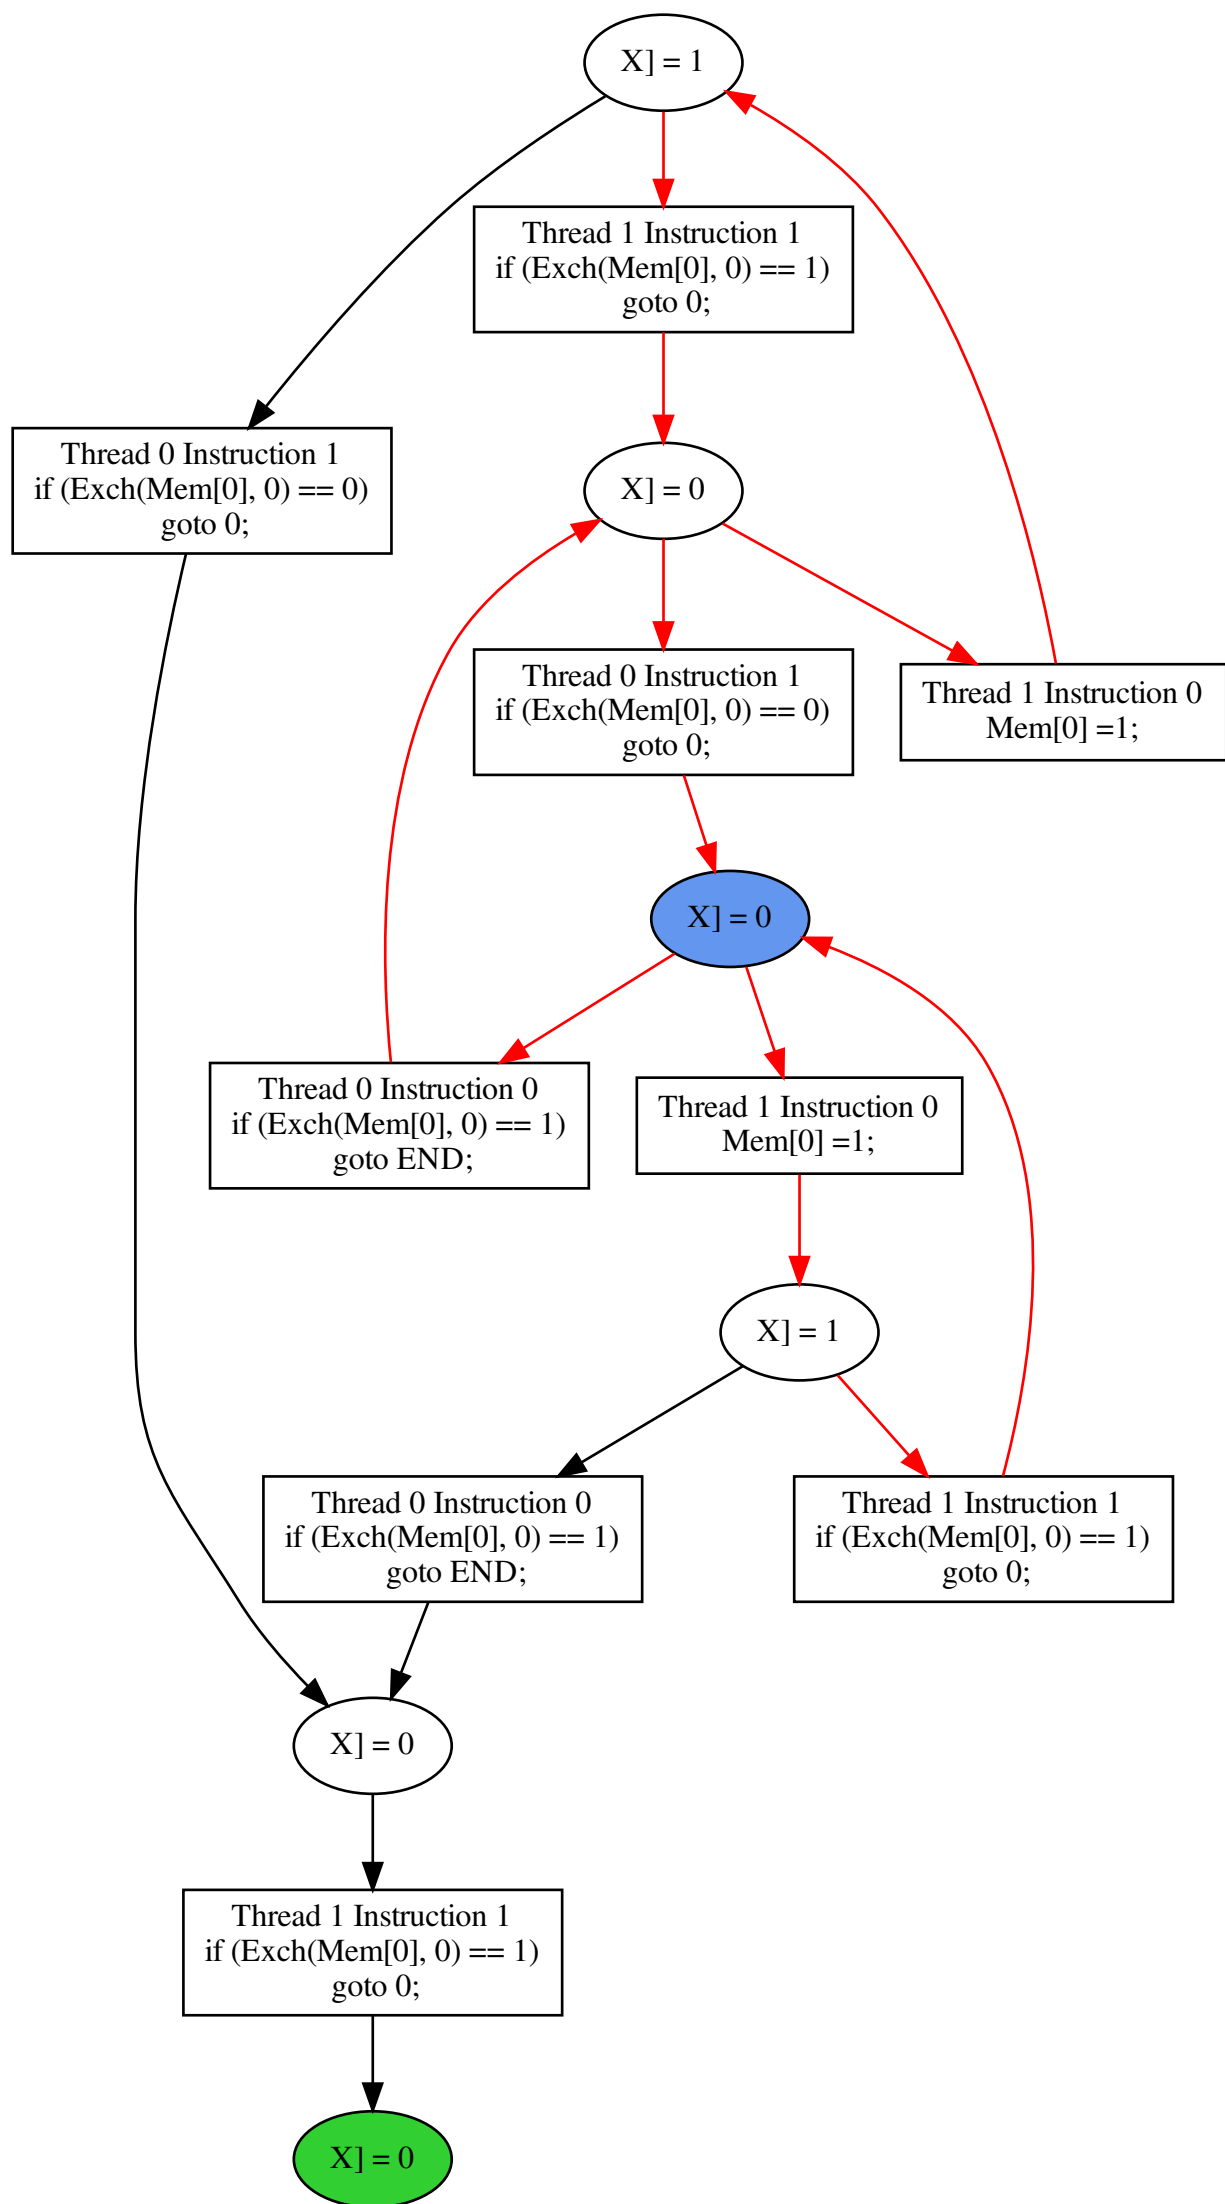 X] = 1
Thread 1 Instruction 1
if (Exch(Mem[0], 0) == 1)
goto 0;
Thread 0 Instruction 1
if (Exch(Mem[0], 0) == 0)
goto 0;
X] = 0
Thread 0 Instruction 1
if (Exch(Mem[0], 0) == 0)
goto 0;
Thread 1 Instruction 0
Mem[0] =1;
X] = 0
Thread 0 Instruction 0
if (Exch(Mem[0], 0) == 1)
goto END;
Thread 1 Instruction 0
Mem[0] =1;
X] = 1
Thread 0 Instruction 0
if (Exch(Mem[0], 0) == 1)
goto END;
Thread 1 Instruction 1
if (Exch(Mem[0], 0) == 1)
goto 0;
X] = 0
Thread 1 Instruction 1
if (Exch(Mem[0], 0) == 1)
goto 0;
X] = 0